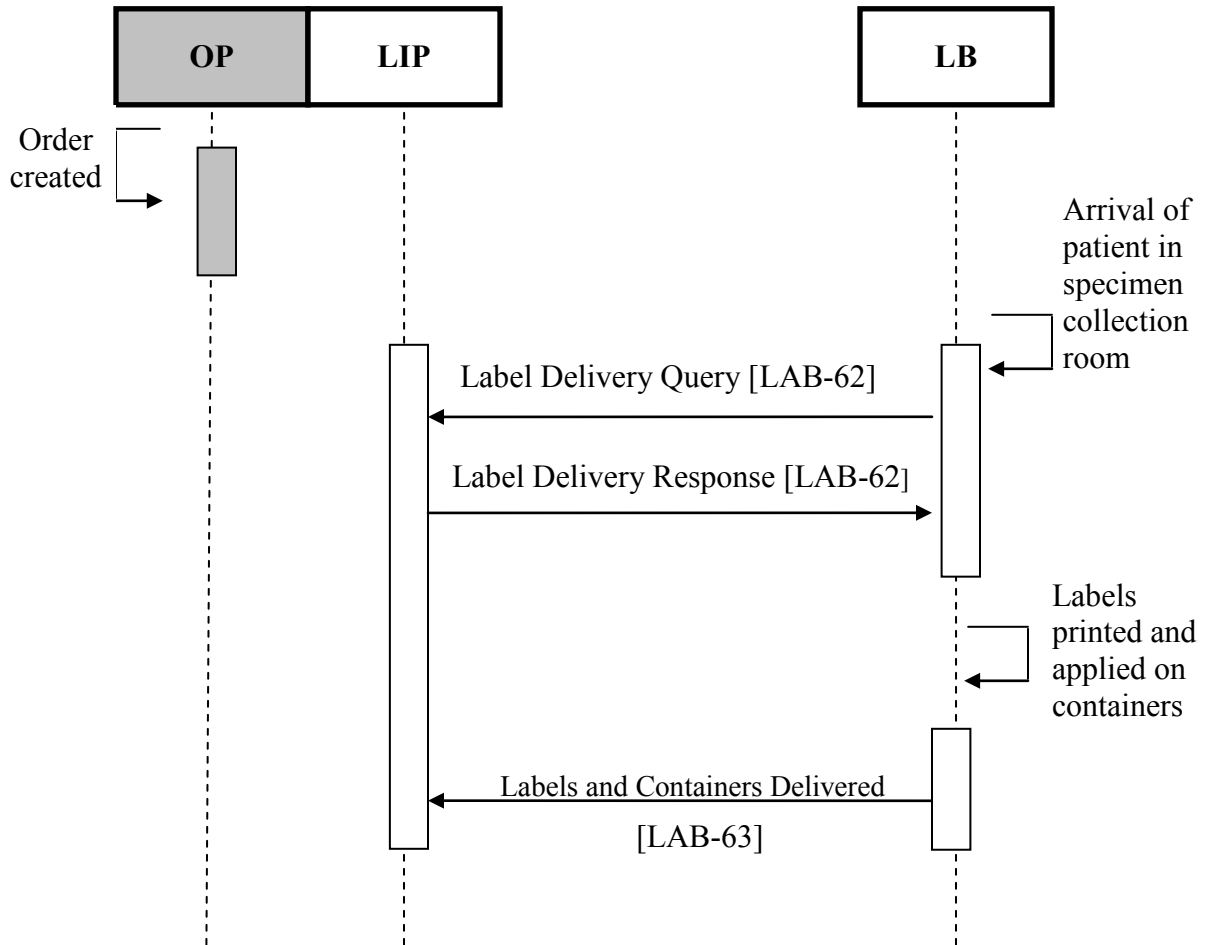 OP
LIP
LB
Order
created
Arrival of
patient in
specimen
collection
room
Label Delivery Query [LAB-62]
Label Delivery Response [LAB-62]
Labels
printed and
applied on
containers
Labels and Containers Delivered
[LAB-63]